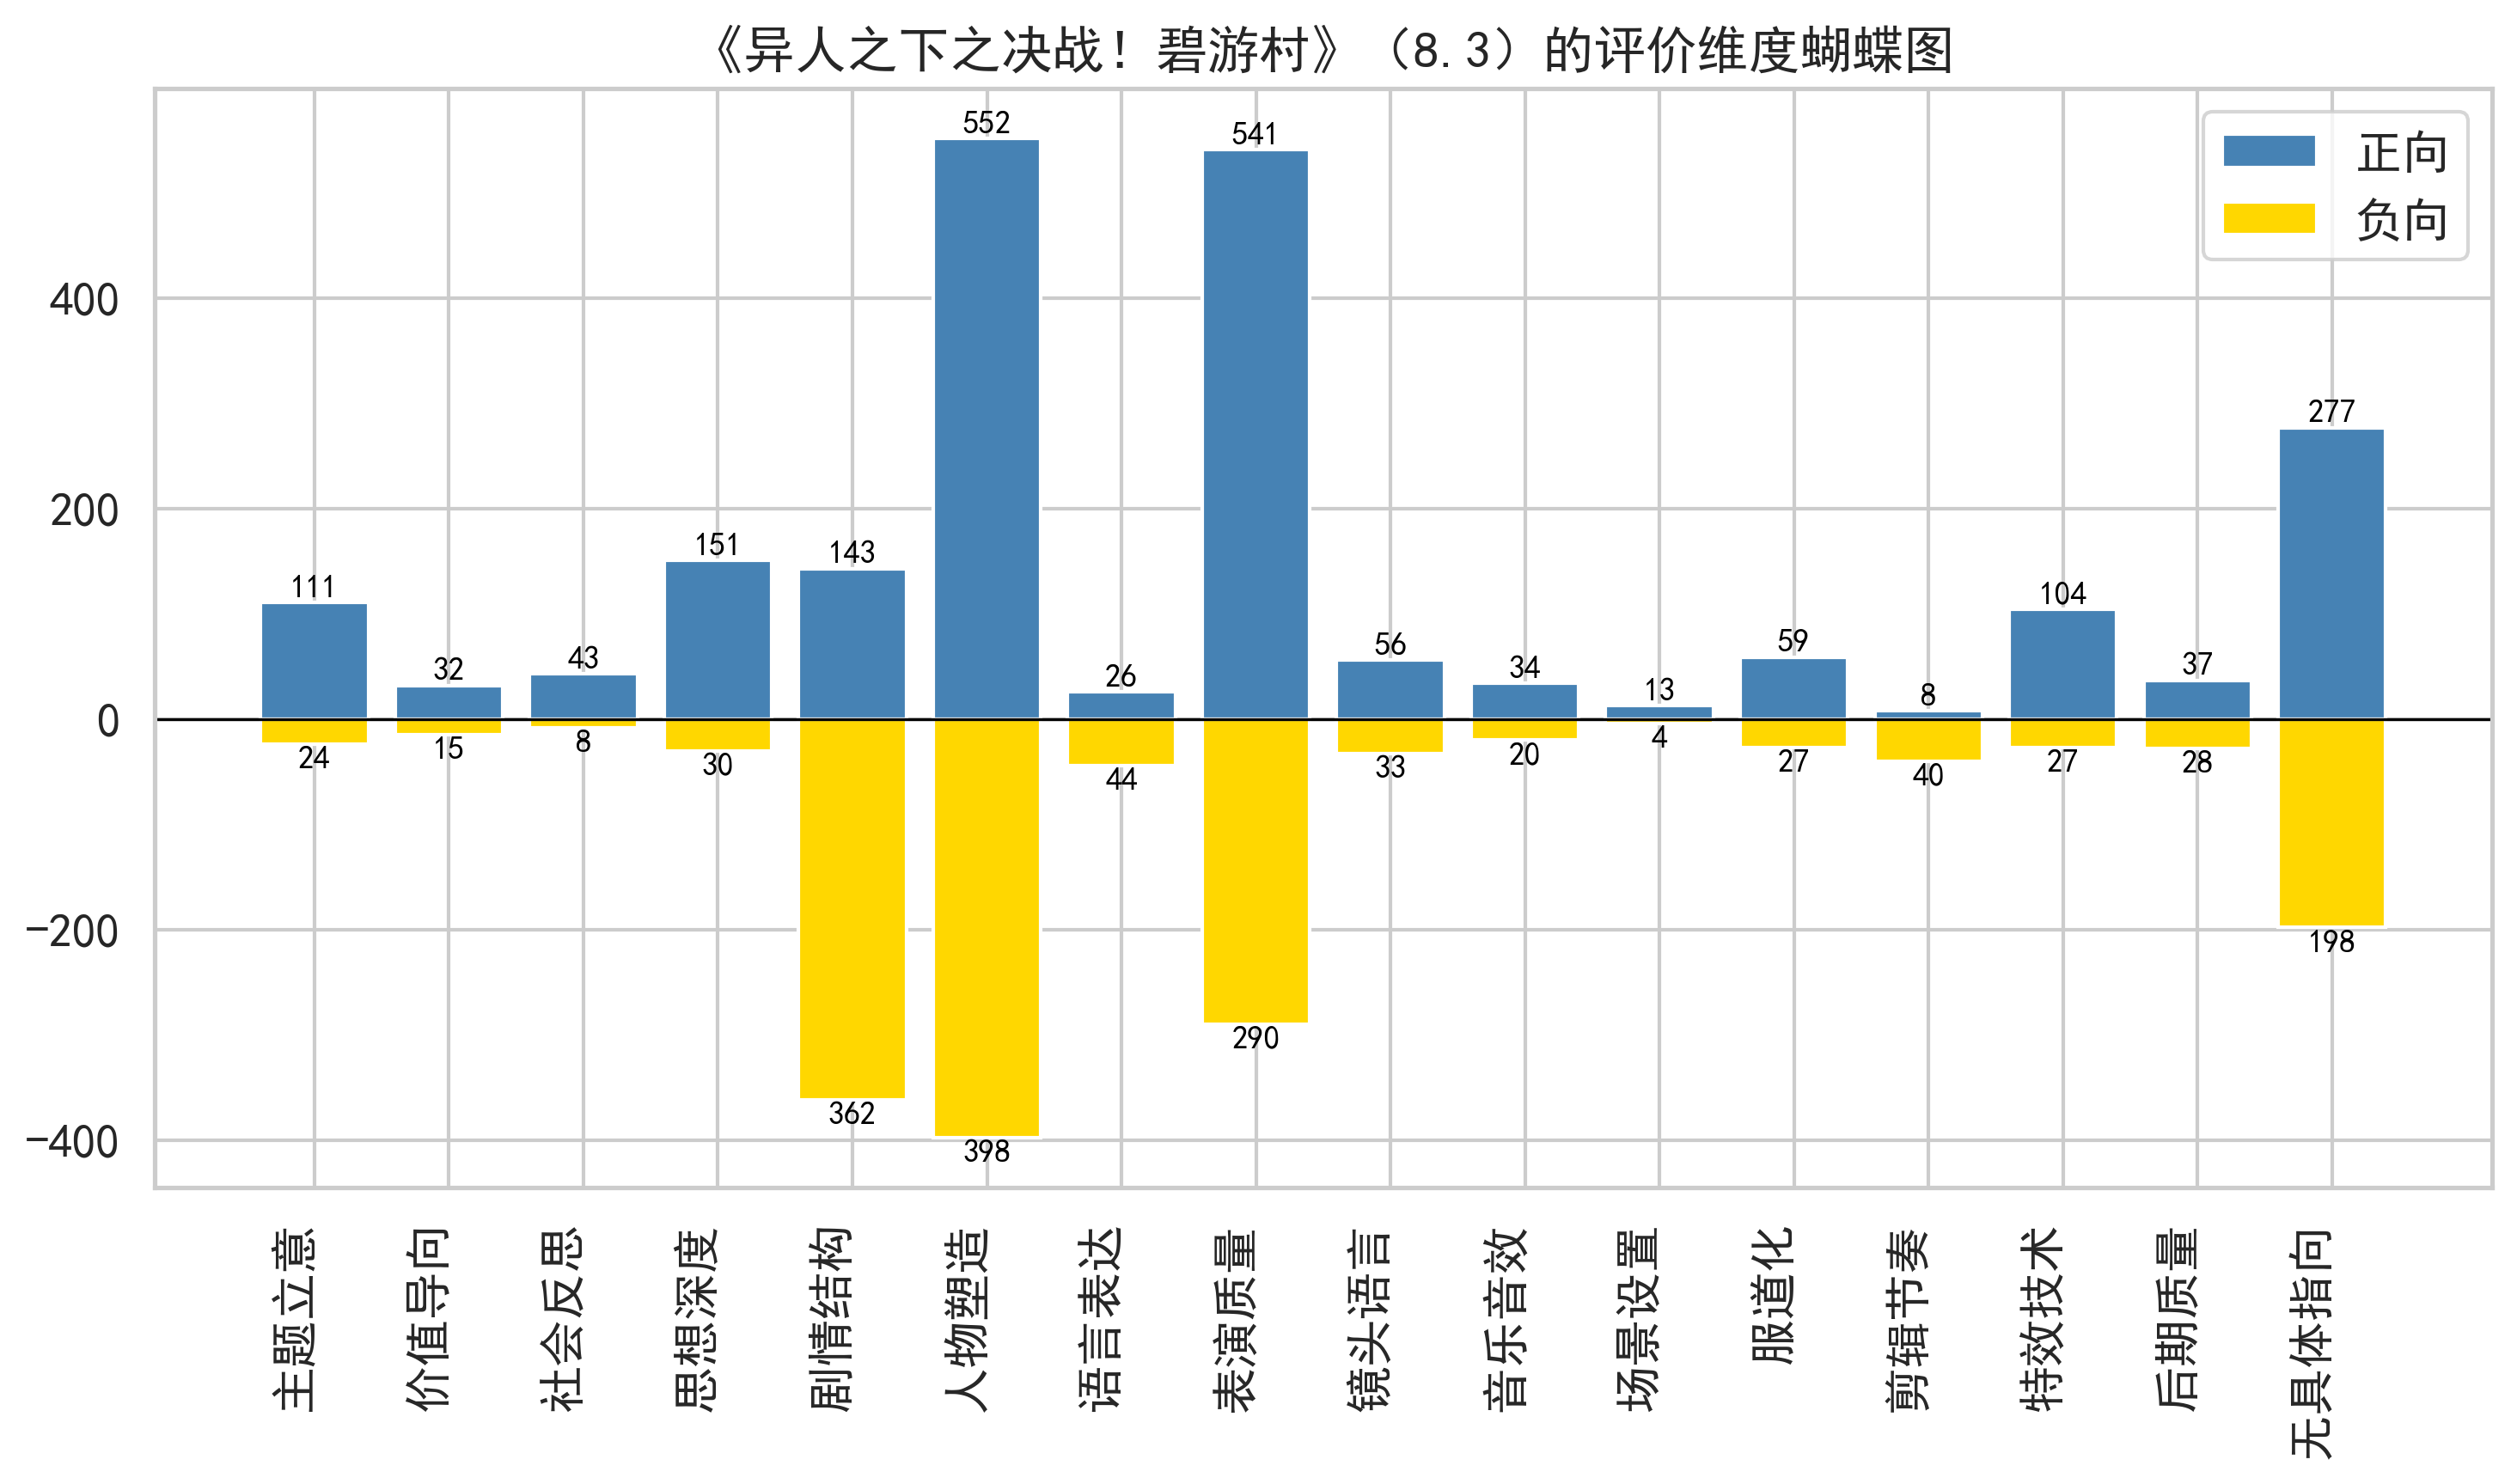 《异人之下之决战！碧游村》（8.3）的评价维度蝴蝶图
正向
负向
400
200
0
−200
−400
552
541
277
151
143
111
104
59
56
43
37
34
32
26
13
8
24
15
8
30
362
398
44
290
33
20
4
27
40
27
28
198
主题立意
价值导向
社会反思
思想深度
剧情结构
人物塑造
语言表达
表演质量
镜头语言
音乐音效
场景设置
服道化
剪辑节奏
特效技术
后期质量
无具体指向